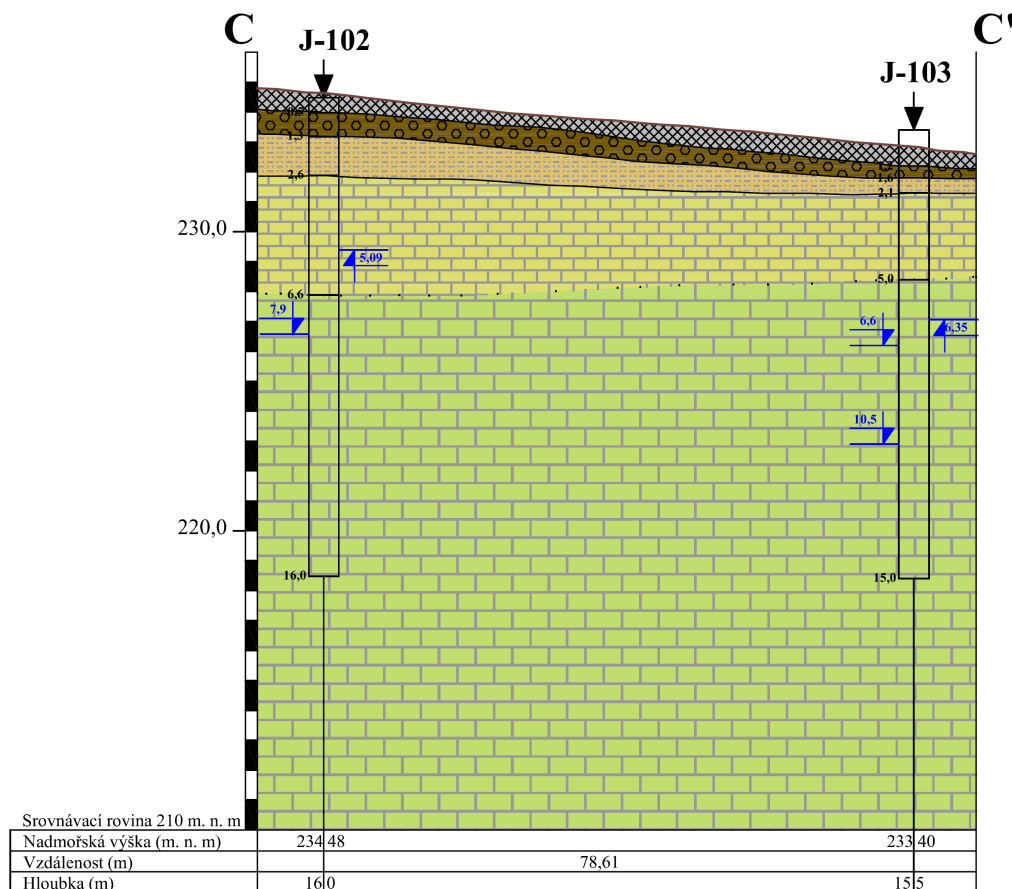 C
C'
J-102
J-103
2,6
2,1
230,0
5,09
5,0
6,6
7,9
6,6
6,35
10,5
220,0
16,0
15,0
Srovnávací rovina 210 m. n. m
Nadmořská výška (m. n. m) 234 48 233 40
Vzdálenost (m) 78,61
Hloubka (m) 16 0 15 5